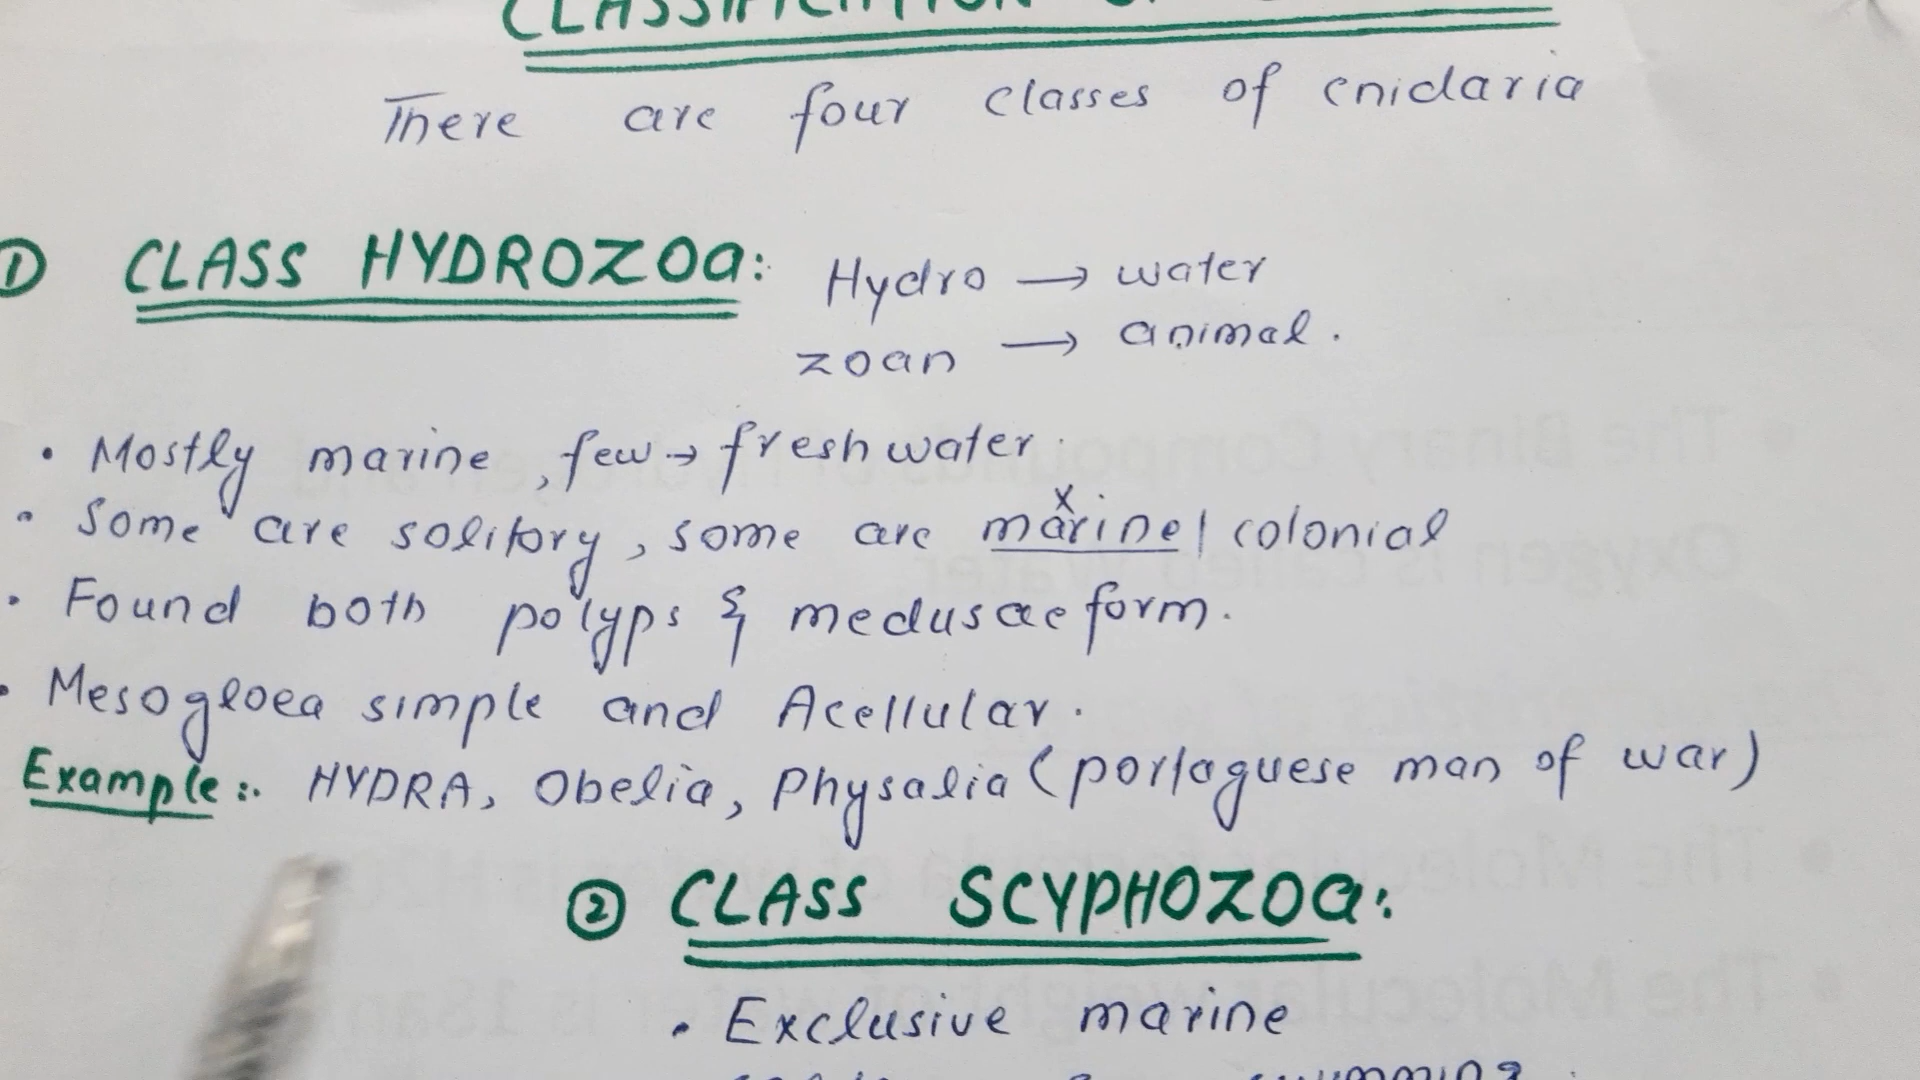 CLASSIFICATION
There are four classes of cnidaria
① CLASS HYDROZOa:
Hydro → water
zoan → animal.
• Mostly marine, few → fresh water.
• Some are solitory, some are marine | colonial
• Found both polyps & medusae form.
• Mesogloea simple and Acellular.
Example:. HYDRA, Obelia, Physalia (portaguese man of war)
② CLASS SCYPHOZOa:
• Exclusive marine
swimming